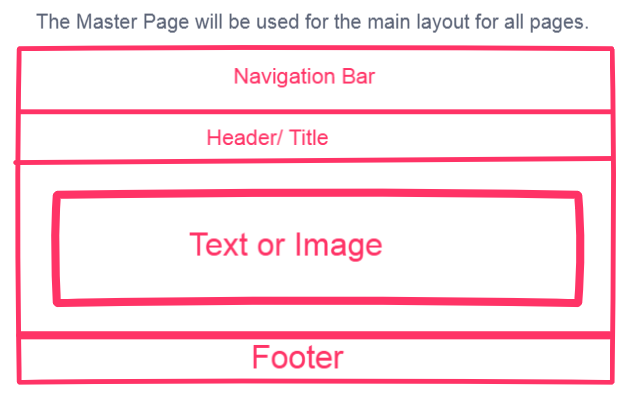 The Master Page will be used for the main layout for all pages.
Navigation Bar
Header/ Title
Text or Image
Footer